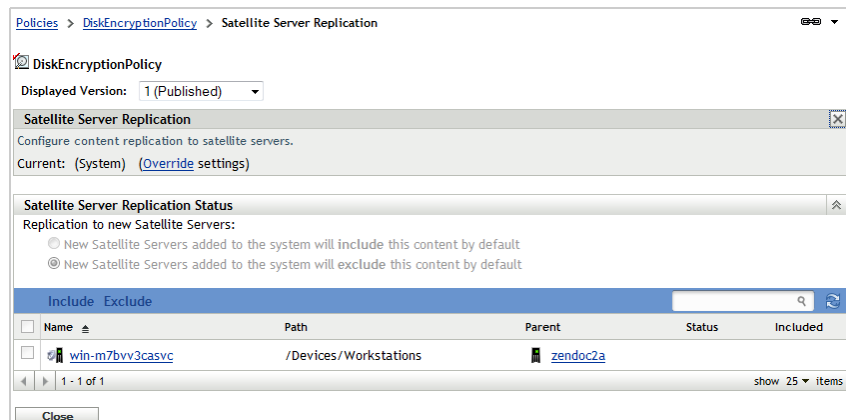 Policies > DiskEncryptionPolicy > Satellite Server Replication
DiskEncryptionPolicy
Displayed Version: 1 (Published)
Satellite Server Replication
Configure content replication to satellite servers.
Current: (System) (Override settings)
Satellite Server Replication Status
Replication to new Satellite Servers:
New Satellite Servers added to the system will include this content by default
New Satellite Servers added to the system will exclude this content by default
Include Exclude
Name Path Parent Status Included
win-m7bvv3casvc /Devices/Workstations zendoc2a
1 - 1 of 1 show 25 items
Close